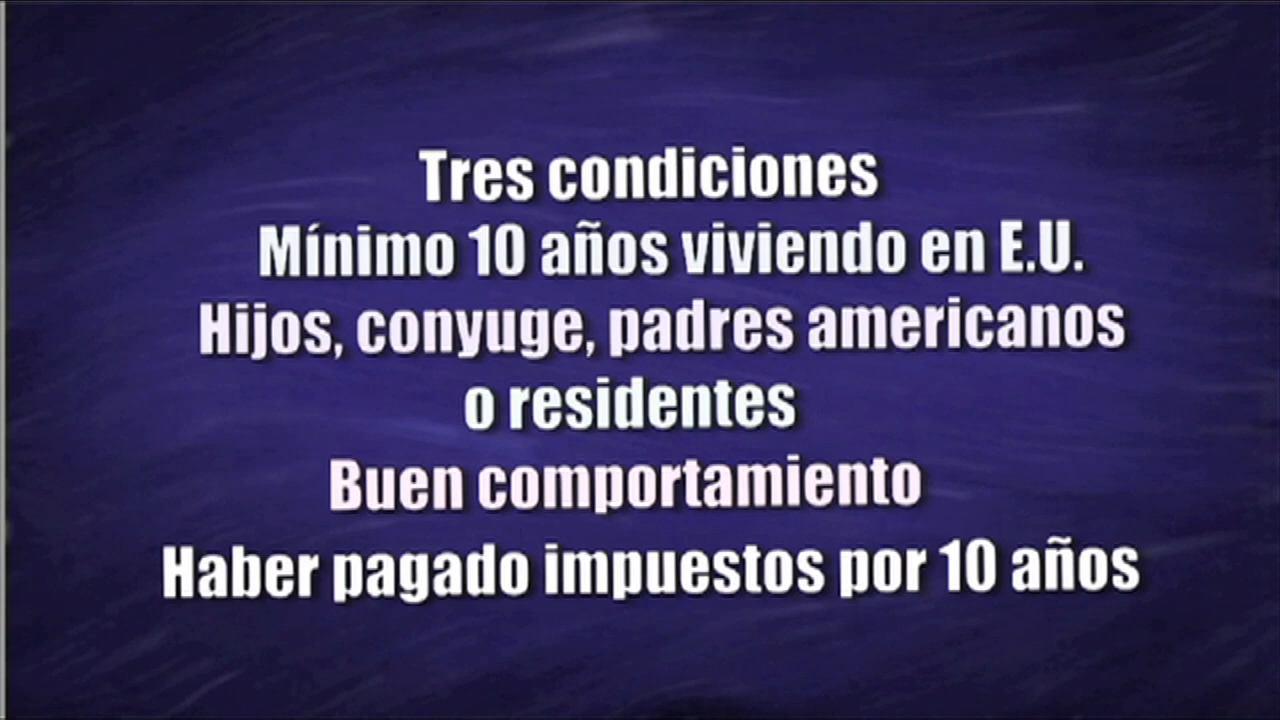 Tres condiciones
Mínimo 10 años viviendo en E.U.
Hijos, conyuge, padres americanos
o residentes
Buen comportamiento
Haber pagado impuestos por 10 años